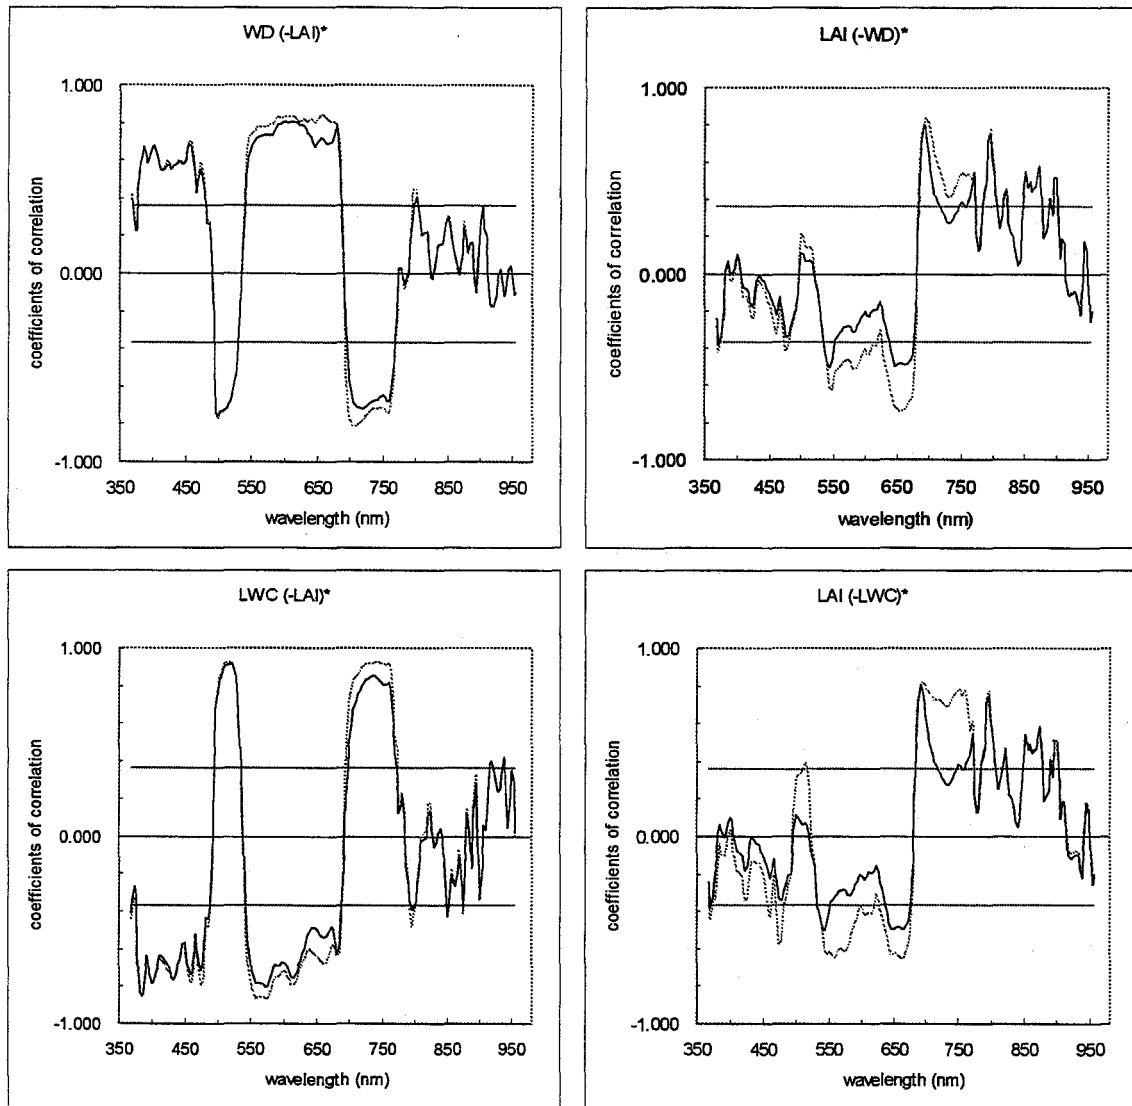 WD (-LAI)*
1.000
0.000
-1.000
coefficients of correlation
350 450 550 650 750 850 950
wavelength (nm)
LAI (-WD)*
1.000
0.000
-1.000
coefficients of correlation
350 450 550 650 750 850 950
wavelength (nm)
LWC (-LAI)*
1.000
0.000
-1.000
coefficients of correlation
350 450 550 650 750 850 950
wavelength (nm)
LAI (-LWC)*
1.000
0.000
-1.000
coefficients of correlation
350 450 550 650 750 850 950
wavelength (nm)